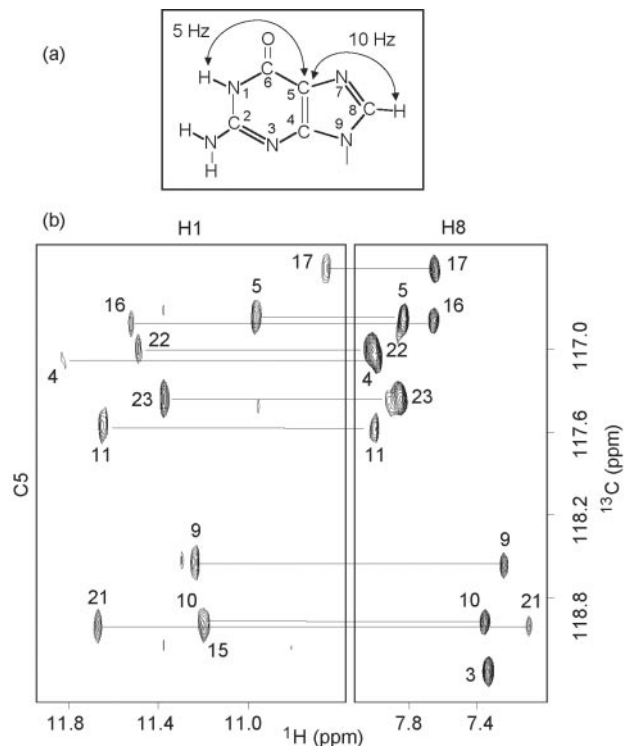 (a)
5 Hz
10 Hz
O
H
N
1
C
6
C
5
N
7
C
8
H
C
2
N
3
C
4
N
9
H
N
H
(b)
H1
H8
17
17
5
5
16
16
22
22
4
4
23
23
11
11
9
9
21
10
10
21
15
3
C5
117.0
117.6
118.2
118.8
13C (ppm)
11.8
11.4
11.0
7.8
7.4
1H (ppm)